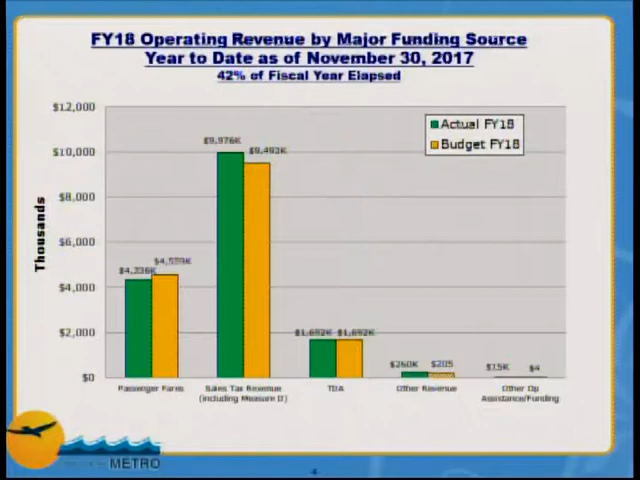 FY18 Operating Revenue by Major Funding Source
Year to Date as of November 30, 2017
42% of Fiscal Year Elapsed
$12,000
$10,000
$8,000
$6,000
$4,000
$2,000
$0
Thousands
Actual FY18
Budget FY18
$9,976K
$9,493K
$4,336K
$4,559K
$1,692K
$1,692K
$260K
$205
$15K
$4
Passenger Fares
Sales Tax Revenue
(including Measure D)
TDA
Other Revenue
Other Op
Assistance/Funding
METRO
4